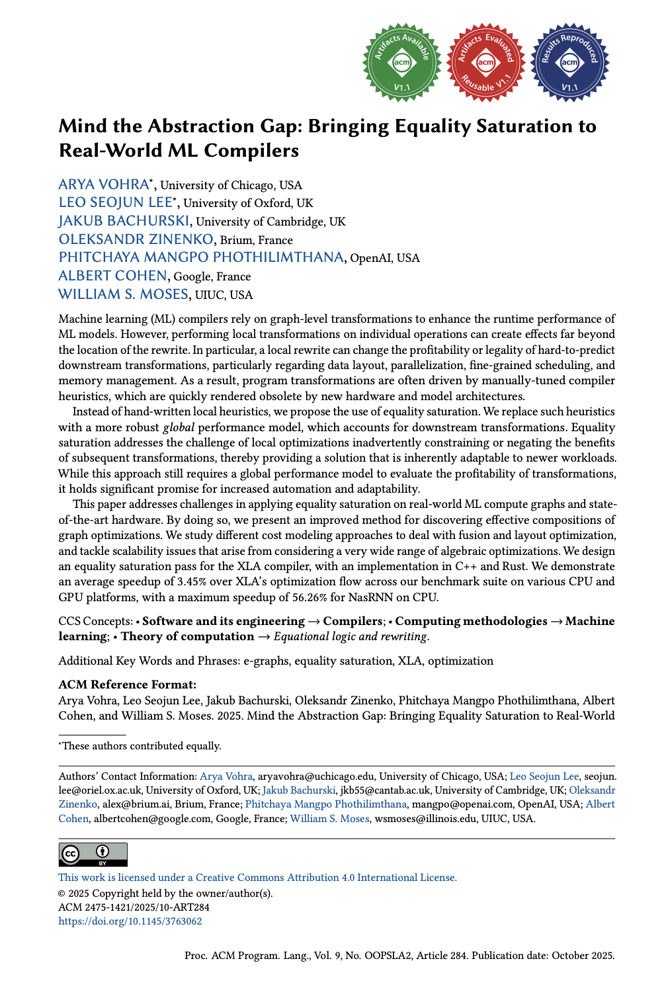 Artifacts Available
acm
V1.1
Artifacts Evaluated
acm
Reusable V1.1
Results Reproduced
acm
V1.1
Mind the Abstraction Gap: Bringing Equality Saturation to
Real-World ML Compilers
ARYA VOHRA*, University of Chicago, USA
LEO SEOJUN LEE*, University of Oxford, UK
JAKUB BACHURSKI, University of Cambridge, UK
OLEKSANDR ZINENKO, Brium, France
PHITCHAYA MANGPO PHOTHILIMTHANA, OpenAI, USA
ALBERT COHEN, Google, France
WILLIAM S. MOSES, UIUC, USA
Machine learning (ML) compilers rely on graph-level transformations to enhance the runtime performance of
ML models. However, performing local transformations on individual operations can create effects far beyond
the location of the rewrite. In particular, a local rewrite can change the profitability or legality of hard-to-predict
downstream transformations, particularly regarding data layout, parallelization, fine-grained scheduling, and
memory management. As a result, program transformations are often driven by manually-tuned compiler
heuristics, which are quickly rendered obsolete by new hardware and model architectures.
Instead of hand-written local heuristics, we propose the use of equality saturation. We replace such heuristics
with a more robust global performance model, which accounts for downstream transformations. Equality
saturation addresses the challenge of local optimizations inadvertently constraining or negating the benefits
of subsequent transformations, thereby providing a solution that is inherently adaptable to newer workloads.
While this approach still requires a global performance model to evaluate the profitability of transformations,
it holds significant promise for increased automation and adaptability.
This paper addresses challenges in applying equality saturation on real-world ML compute graphs and state-
of-the-art hardware. By doing so, we present an improved method for discovering effective compositions of
graph optimizations. We study different cost modeling approaches to deal with fusion and layout optimization,
and tackle scalability issues that arise from considering a very wide range of algebraic optimizations. We design
an equality saturation pass for the XLA compiler, with an implementation in C++ and Rust. We demonstrate
an average speedup of 3.45% over XLA's optimization flow across our benchmark suite on various CPU and
GPU platforms, with a maximum speedup of 56.26% for NasRNN on CPU.
CCS Concepts: • Software and its engineering → Compilers; • Computing methodologies → Machine
learning; • Theory of computation → Equational logic and rewriting.
Additional Key Words and Phrases: e-graphs, equality saturation, XLA, optimization
ACM Reference Format:
Arya Vohra, Leo Seojun Lee, Jakub Bachurski, Oleksandr Zinenko, Phitchaya Mangpo Phothilimthana, Albert
Cohen, and William S. Moses. 2025. Mind the Abstraction Gap: Bringing Equality Saturation to Real-World
*These authors contributed equally.
Authors' Contact Information: Arya Vohra, aryavohra@uchicago.edu, University of Chicago, USA; Leo Seojun Lee, seojun.
lee@oriel.ox.ac.uk, University of Oxford, UK; Jakub Bachurski, jkb55@cantab.ac.uk, University of Cambridge, UK; Oleksandr
Zinenko, alex@brium.ai, Brium, France; Phitchaya Mangpo Phothilimthana, mangpo@openai.com, OpenAI, USA; Albert
Cohen, albertcohen@google.com, Google, France; William S. Moses, wsmoses@illinois.edu, UIUC, USA.
cc
BY
This work is licensed under a Creative Commons Attribution 4.0 International License.
© 2025 Copyright held by the owner/author(s).
ACM 2475-1421/2025/10-ART284
https://doi.org/10.1145/3763062
Proc. ACM Program. Lang., Vol. 9, No. OOPSLA2, Article 284. Publication date: October 2025.